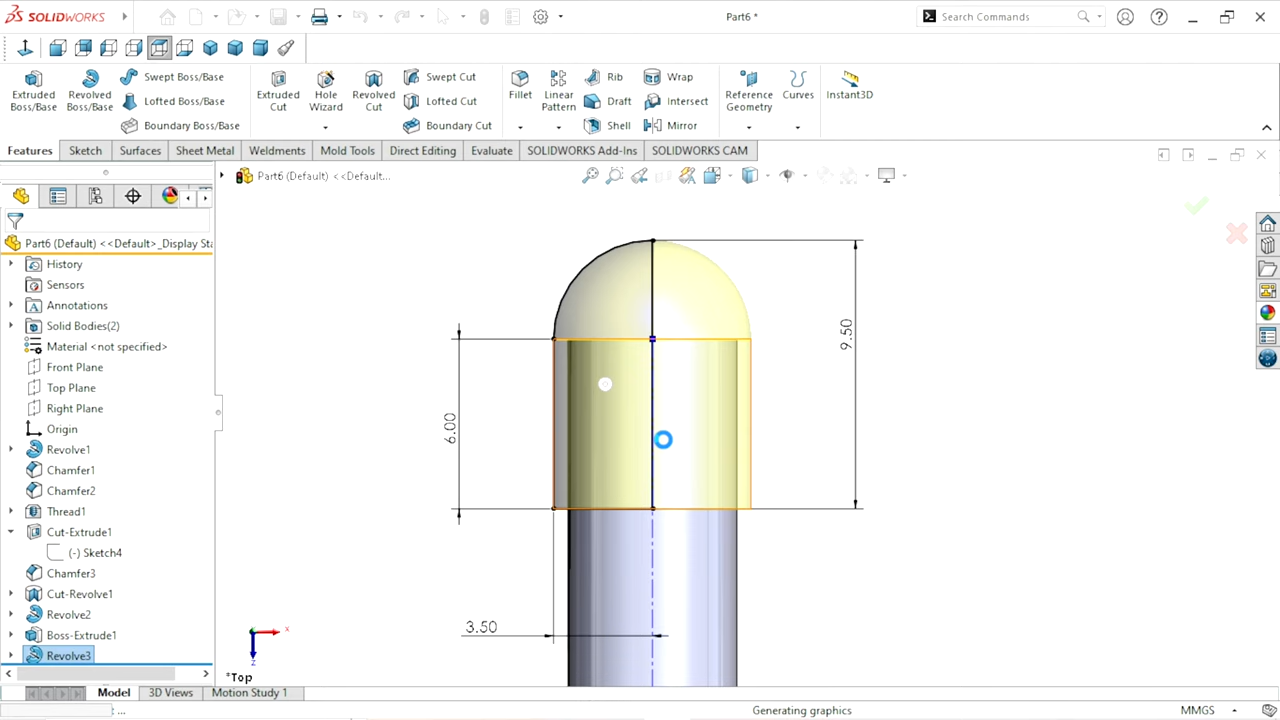 SOLIDWORKS
Part6 *
Search Commands
Extruded Boss/Base
Revolved Boss/Base
Swept Boss/Base
Lofted Boss/Base
Boundary Boss/Base
Extruded Cut
Hole Wizard
Revolved Cut
Swept Cut
Lofted Cut
Boundary Cut
Fillet
Linear Pattern
Rib
Draft
Shell
Wrap
Intersect
Mirror
Reference Geometry
Curves
Instant3D
Features
Sketch
Surfaces
Sheet Metal
Weldments
Mold Tools
Direct Editing
Evaluate
SOLIDWORKS Add-Ins
SOLIDWORKS CAM
Part6 (Default) <<Default...
Part6 (Default) <<Default>_Display Sta
History
Sensors
Annotations
Solid Bodies(2)
Material <not specified>
Front Plane
Top Plane
Right Plane
Origin
Revolve1
Chamfer1
Chamfer2
Thread1
Cut-Extrude1
(-) Sketch4
Chamfer3
Cut-Revolve1
Revolve2
Boss-Extrude1
Revolve3
9.50
6.00
3.50
x
z
*Top
Model
3D Views
Motion Study 1
: ...
Generating graphics
MMGS